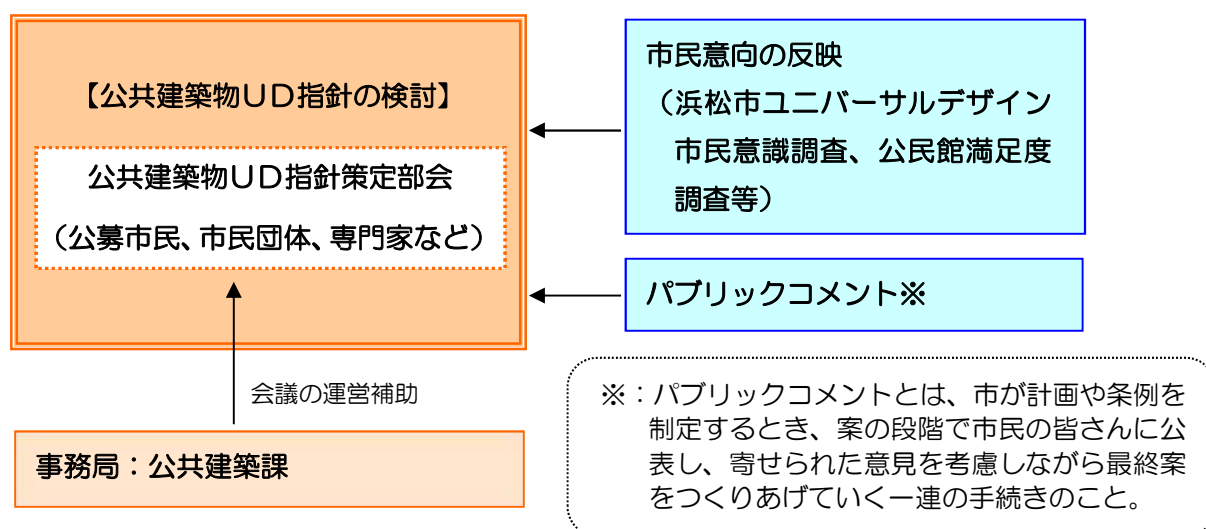 【公共建築物ＵＤ指針の検討】
公共建築物ＵＤ指針策定部会
（公募市民、市民団体、専門家など）
会議の運営補助
事務局：公共建築課
市民意向の反映
（浜松市ユニバーサルデザイン
市民意識調査、公民館満足度
調査等）
パブリックコメント※
※：パブリックコメントとは、市が計画や条例を
制定するとき、案の段階で市民の皆さんに公
表し、寄せられた意見を考慮しながら最終案
をつくりあげていく一連の手続きのこと。